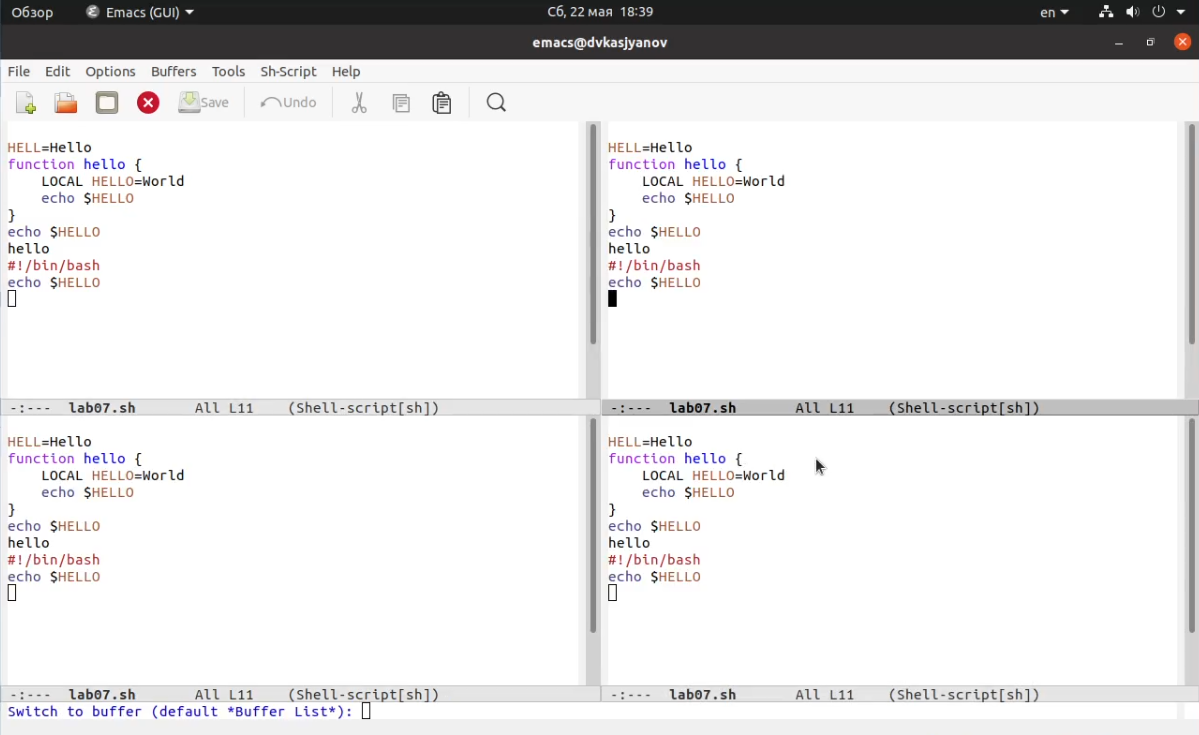 Обзор Emacs (GUI) Сб, 22 мая 18:39 en
emacs@dvkasjyanov
File Edit Options Buffers Tools Sh-Script Help
Save Undo
HELL=Hello
function hello {
    LOCAL HELLO=World
    echo $HELLO
}
echo $HELLO
hello
#!/bin/bash
echo $HELLO
-:--- lab07.sh All L11 (Shell-script[sh])
HELL=Hello
function hello {
    LOCAL HELLO=World
    echo $HELLO
}
echo $HELLO
hello
#!/bin/bash
echo $HELLO
-:--- lab07.sh All L11 (Shell-script[sh])
HELL=Hello
function hello {
    LOCAL HELLO=World
    echo $HELLO
}
echo $HELLO
hello
#!/bin/bash
echo $HELLO
-:--- lab07.sh All L11 (Shell-script[sh])
HELL=Hello
function hello {
    LOCAL HELLO=World
    echo $HELLO
}
echo $HELLO
hello
#!/bin/bash
echo $HELLO
-:--- lab07.sh All L11 (Shell-script[sh])
Switch to buffer (default *Buffer List*):